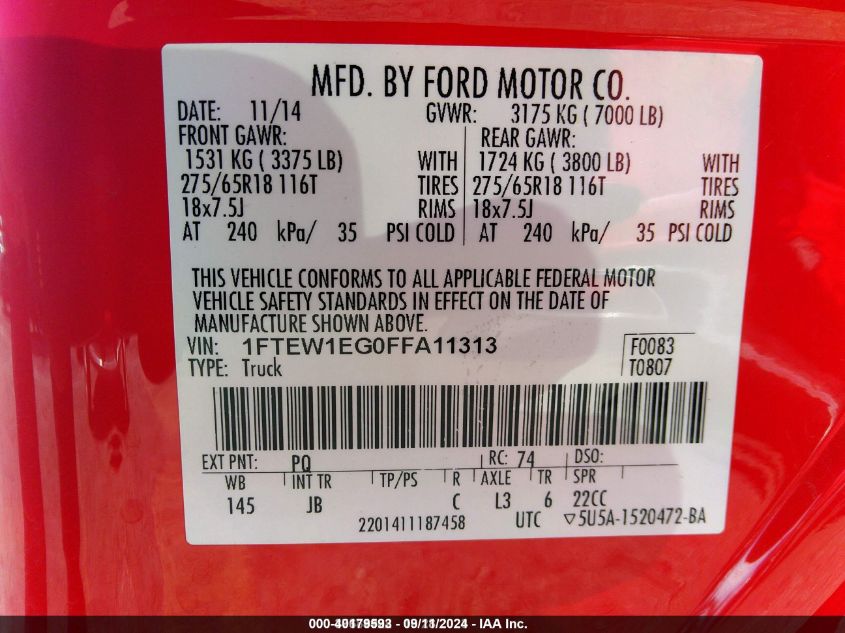 MFD. BY FORD MOTOR CO.
DATE: 11/14 GVWR: 3175 KG ( 7000 LB)
FRONT GAWR: REAR GAWR:
1531 KG ( 3375 LB) WITH 1724 KG ( 3800 LB) WITH
275/65R18 116T TIRES 275/65R18 116T TIRES
18x7.5J RIMS 18x7.5J RIMS
AT 240 kPa/ 35 PSI COLD AT 240 kPa/ 35 PSI COLD
THIS VEHICLE CONFORMS TO ALL APPLICABLE FEDERAL MOTOR
VEHICLE SAFETY STANDARDS IN EFFECT ON THE DATE OF
MANUFACTURE SHOWN ABOVE.
VIN: 1FTEW1EG0FFA11313 F0083
TYPE: Truck T0807
EXT PNT: PQ RC: 74 DSO:
WB INT TR TP/PS R AXLE TR SPR
145 JB C L3 6 22CC
2201411187458 UTC ▽5U5A-1520472-BA
- 09/11/2024 - IAA Inc.